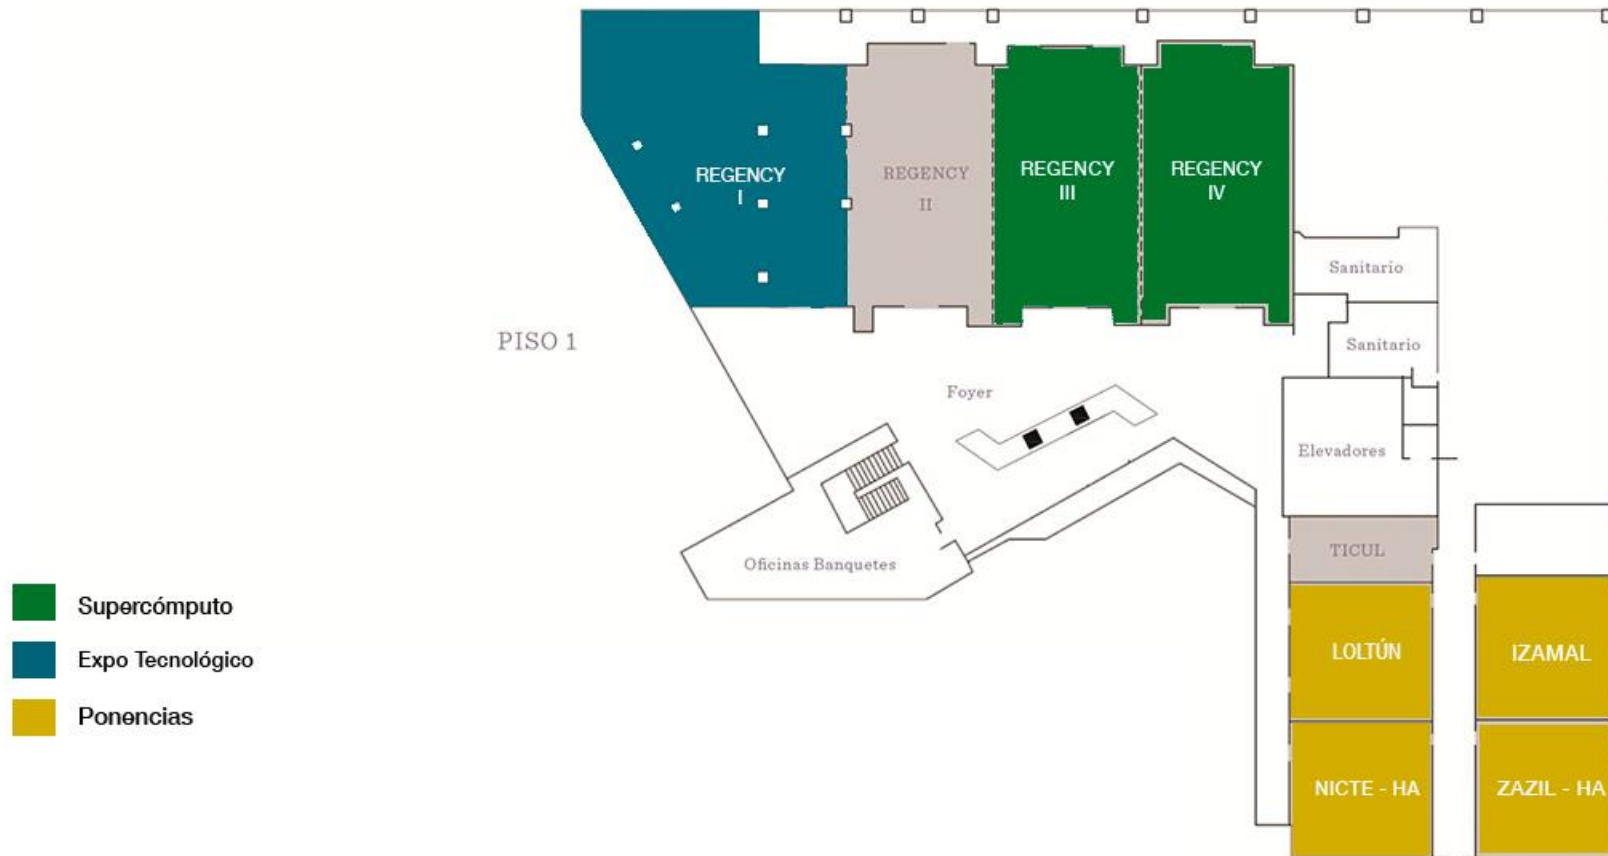 REGENCY
I
REGENCY
II
REGENCY
III
REGENCY
IV
Sanitario
PISO 1
Sanitario
Foyer
Elevadores
TICUL
Oficinas Banquetes
Supercómputo
LOLTÚN
IZAMAL
Expo Tecnológico
Ponencias
NICTE - HA
ZAZIL - HA